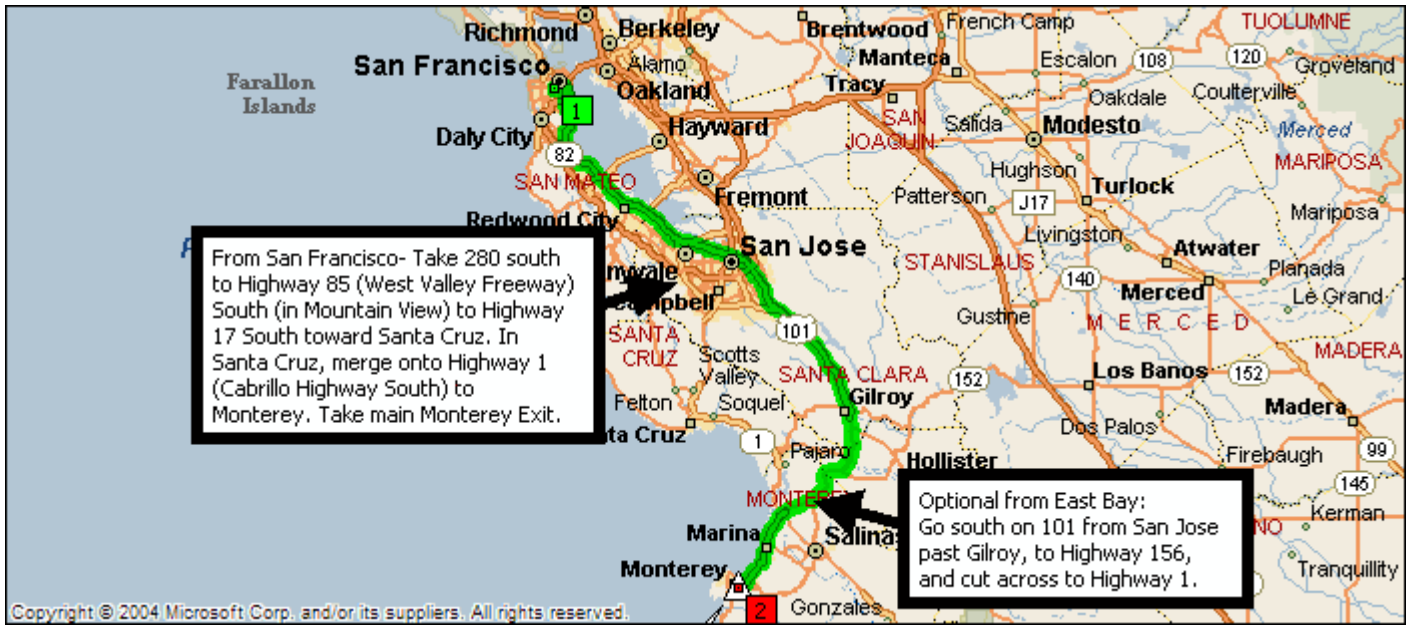 Richmond
Berkeley
Brentwood
French Camp
TUOLUMNE
San Francisco
Alamo
Manteca
Escalon
108
120
Groveland
Farallon
Islands
Oakland
Tracy
Oakdale
Coulterville
1
Daly City
Hayward
SAN
JOAQUIN
Salida
Modesto
Merced
82
MARIPOSA
SAN MATEO
Hughson
Turlock
Fremont
Patterson
J17
Redwood City
Mariposa
Livingston
Atwater
San Jose
STANISLAUS
140
Planada
Merced
Le Grand
From San Francisco- Take 280 south
to Highway 85 (West Valley Freeway)
South (in Mountain View) to Highway
17 South toward Santa Cruz. In
Santa Cruz, merge onto Highway 1
(Cabrillo Highway South) to
Monterey. Take main Monterey Exit.
nyvale
Campbell
101
Gustine
MERCED
SANTA
CRUZ
MADERA
Scotts
Valley
SANTA CLARA
152
Los Banos
152
Felton
Soquel
Gilroy
Madera
ta Cruz
1
Dos Palos
99
Pajaro
Hollister
Firebaugh
145
MONTEREY
Optional from East Bay:
Go south on 101 from San Jose
past Gilroy, to Highway 156,
and cut across to Highway 1.
NO
Kerman
Marina
Salinas
Monterey
Tranquillity
2
Gonzales
Copyright © 2004 Microsoft Corp. and/or its suppliers. All rights reserved.